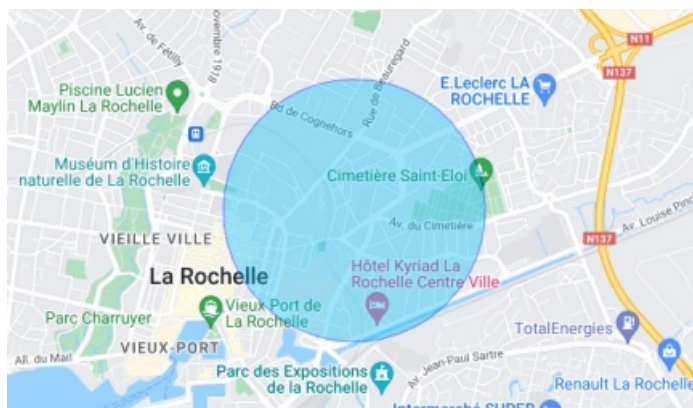 Av. de Fétilly
novembre 1918
Rue de Beauregard
N11
N137
Piscine Lucien
Maylin La Rochelle
E.Leclerc LA
ROCHELLE
Bd de Cognehors
Muséum d'Histoire
naturelle de La Rochelle
Cimetière Saint-Eloi
Av. du Cimetière
Av. Louise Pinc
VIEILLE VILLE
N137
La Rochelle
Hôtel Kyriad La
Rochelle Centre Ville
Parc Charruyer
Vieux Port de
La Rochelle
TotalEnergies
VIEUX-PORT
All. du Mail
Av. Jean-Paul Sartre
Parc des Expositions
de la Rochelle
Renault La Rochelle
Intermarché SUPER